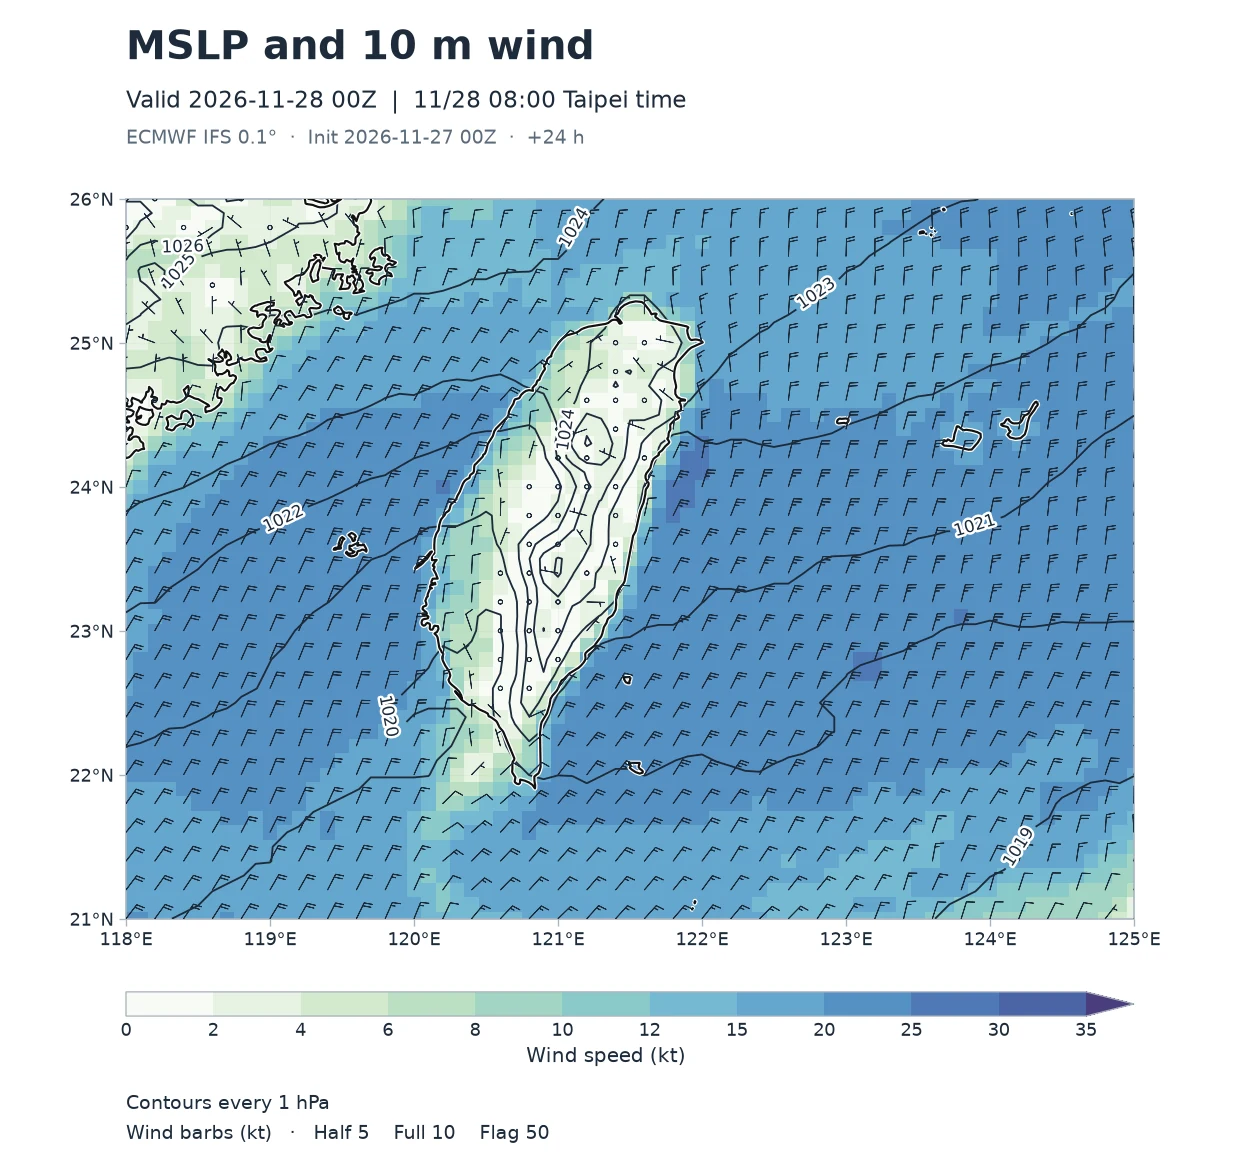 MSLP and 10 m wind
Valid 2026-11-28 00Z | 11/28 08:00 Taipei time
ECMWF IFS 0.1° · Init 2026-11-27 00Z · +24 h
26°N
25°N
24°N
23°N
22°N
21°N
1024
1026
1025
1023
1024
1022
1021
1020
1019
118°E 119°E 120°E 121°E 122°E 123°E 124°E 125°E
0 2 4 6 8 10 12 15 20 25 30 35
Wind speed (kt)
Contours every 1 hPa
Wind barbs (kt) · Half 5 Full 10 Flag 50